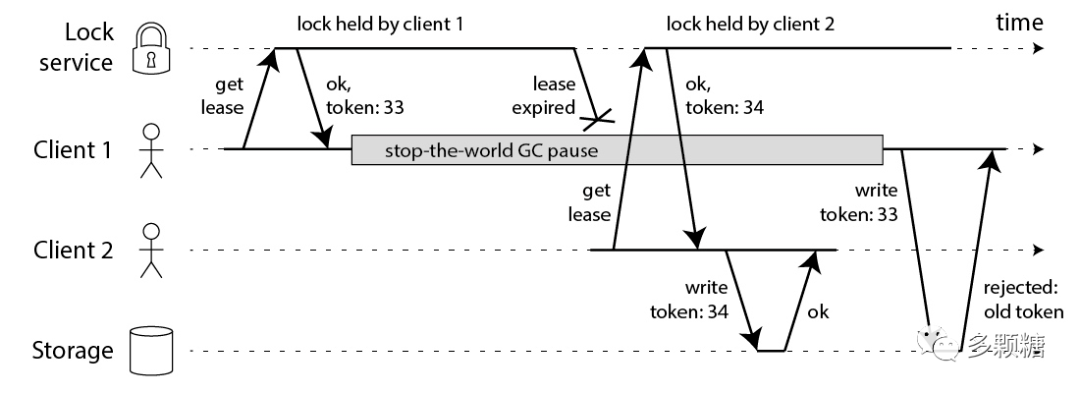 lock held by client 1
lock held by client 2
time
Lock
service
get
lease
ok,
token: 33
lease
expired
ok,
token: 34
Client 1
stop-the-world GC pause
get
lease
write
token: 33
Client 2
write
token: 34
ok
rejected:
old token
Storage
多颗糖